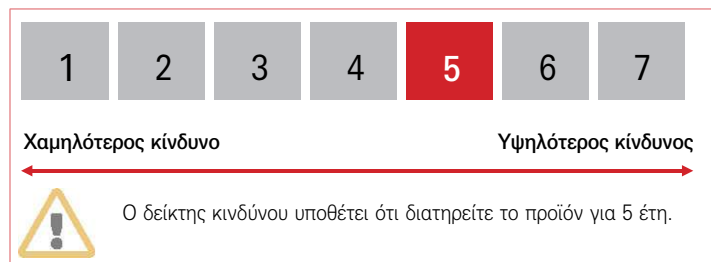 1 2 3 4 5 6 7
Χαμηλότερος κίνδυνο Υψηλότερος κίνδυνος
Ο δείκτης κινδύνου υποθέτει ότι διατηρείτε το προϊόν για 5 έτη.